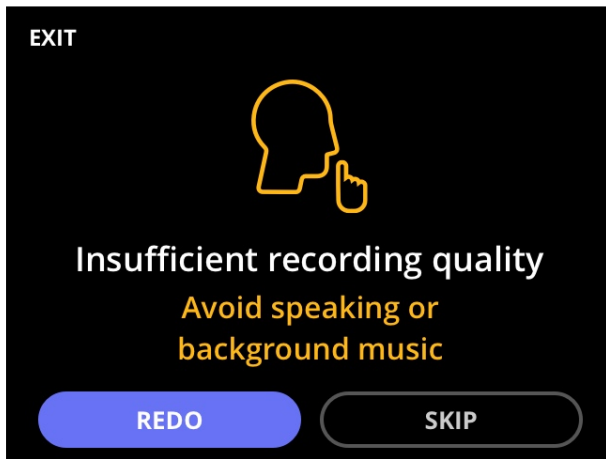 EXIT
Insufficient recording quality
Avoid speaking or
background music
REDO
SKIP